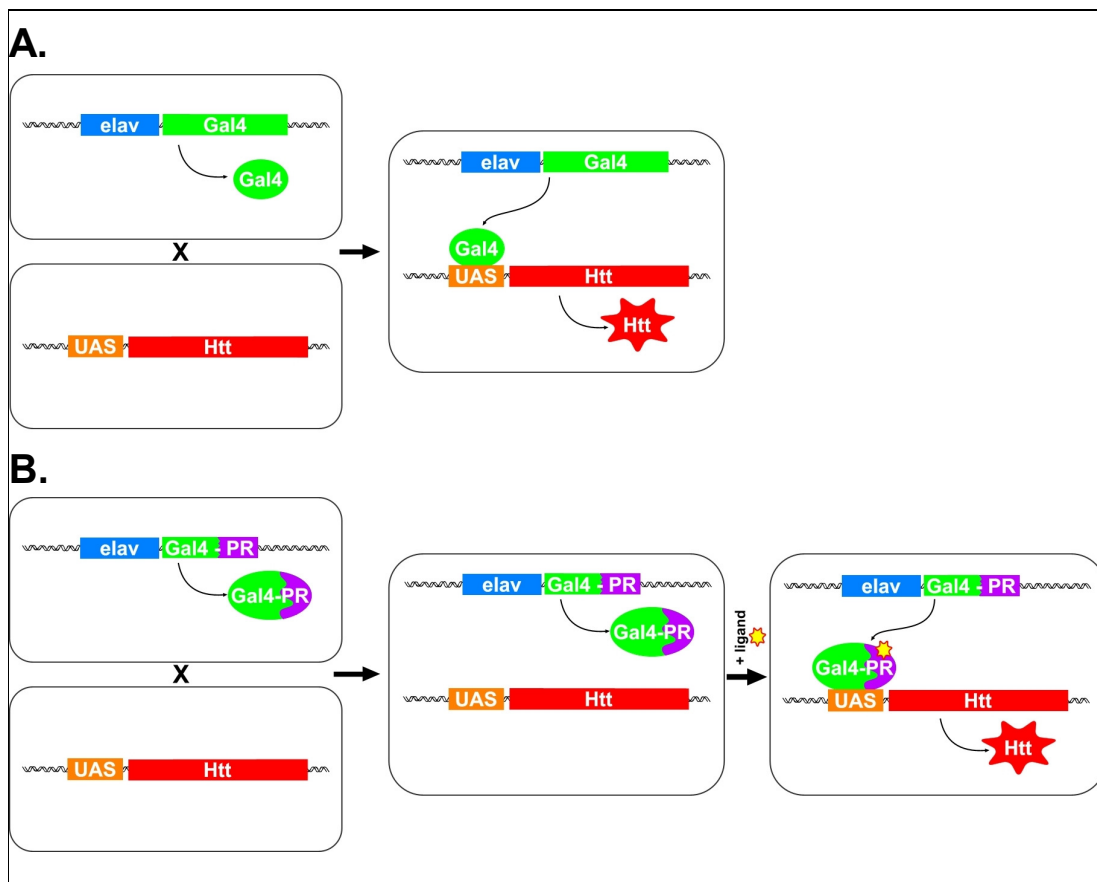 A.
elav Gal4
Gal4
X
UAS Htt
elav Gal4
Gal4
UAS Htt
Htt
B.
elav Gal4 - PR
Gal4-PR
X
UAS Htt
elav Gal4 - PR
Gal4-PR
UAS Htt
+ ligand
elav Gal4 - PR
Gal4-PR
UAS Htt
Htt